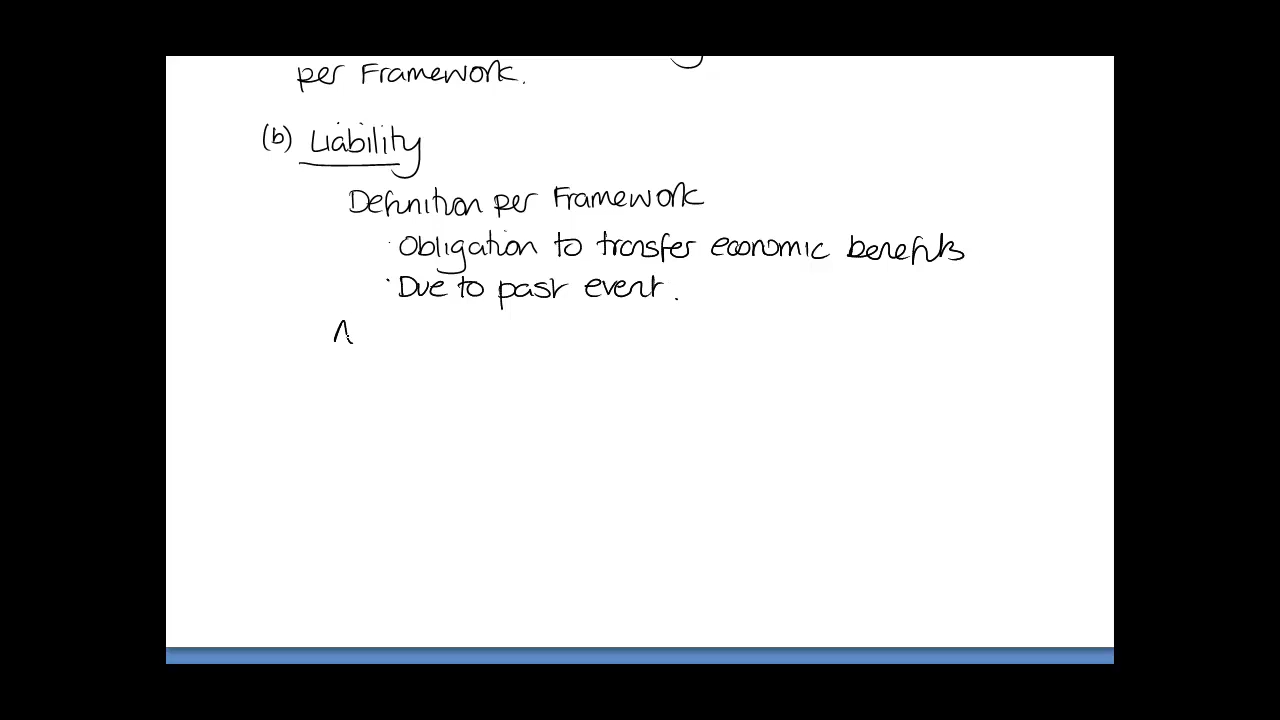 per Framework.
(b) Liability
Definition per Framework
· Obligation to transfer economic benefits
· Due to past event.